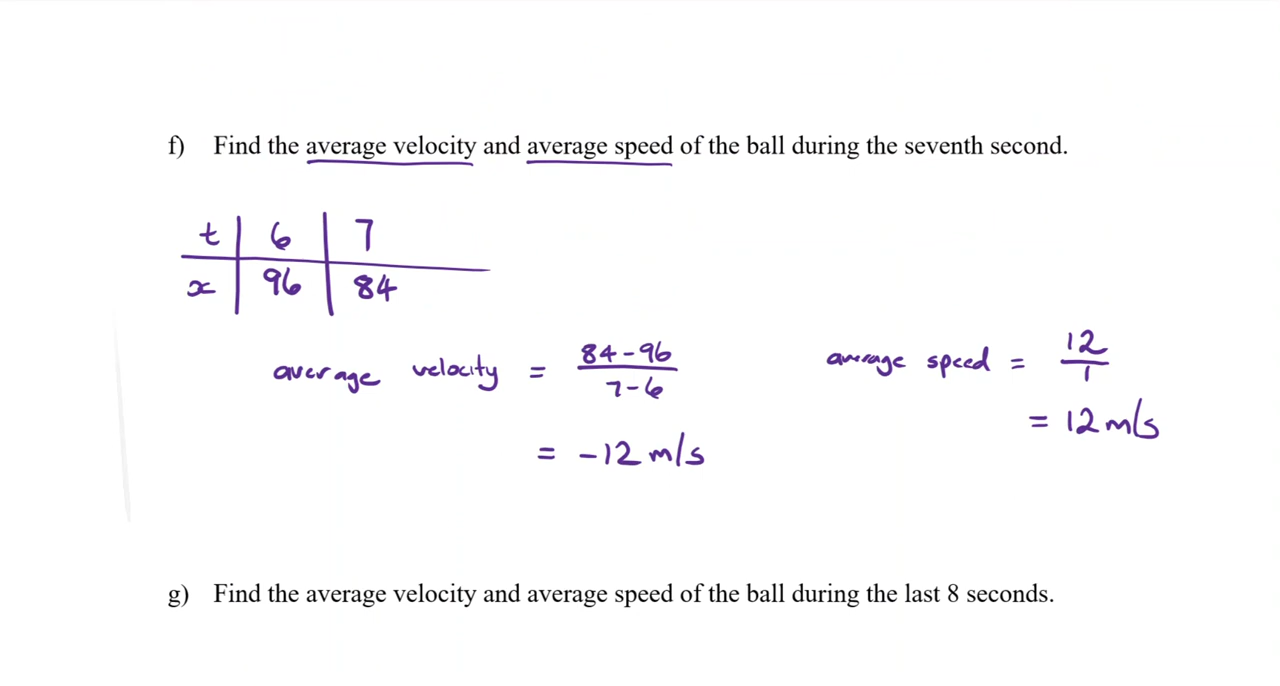 f) Find the average velocity and average speed of the ball during the seventh second.
t | 6 | 7
x | 96 | 84
average velocity = 84-96 / 7-6
= -12 m/s
average speed = 12 / 1
= 12 m/s
g) Find the average velocity and average speed of the ball during the last 8 seconds.